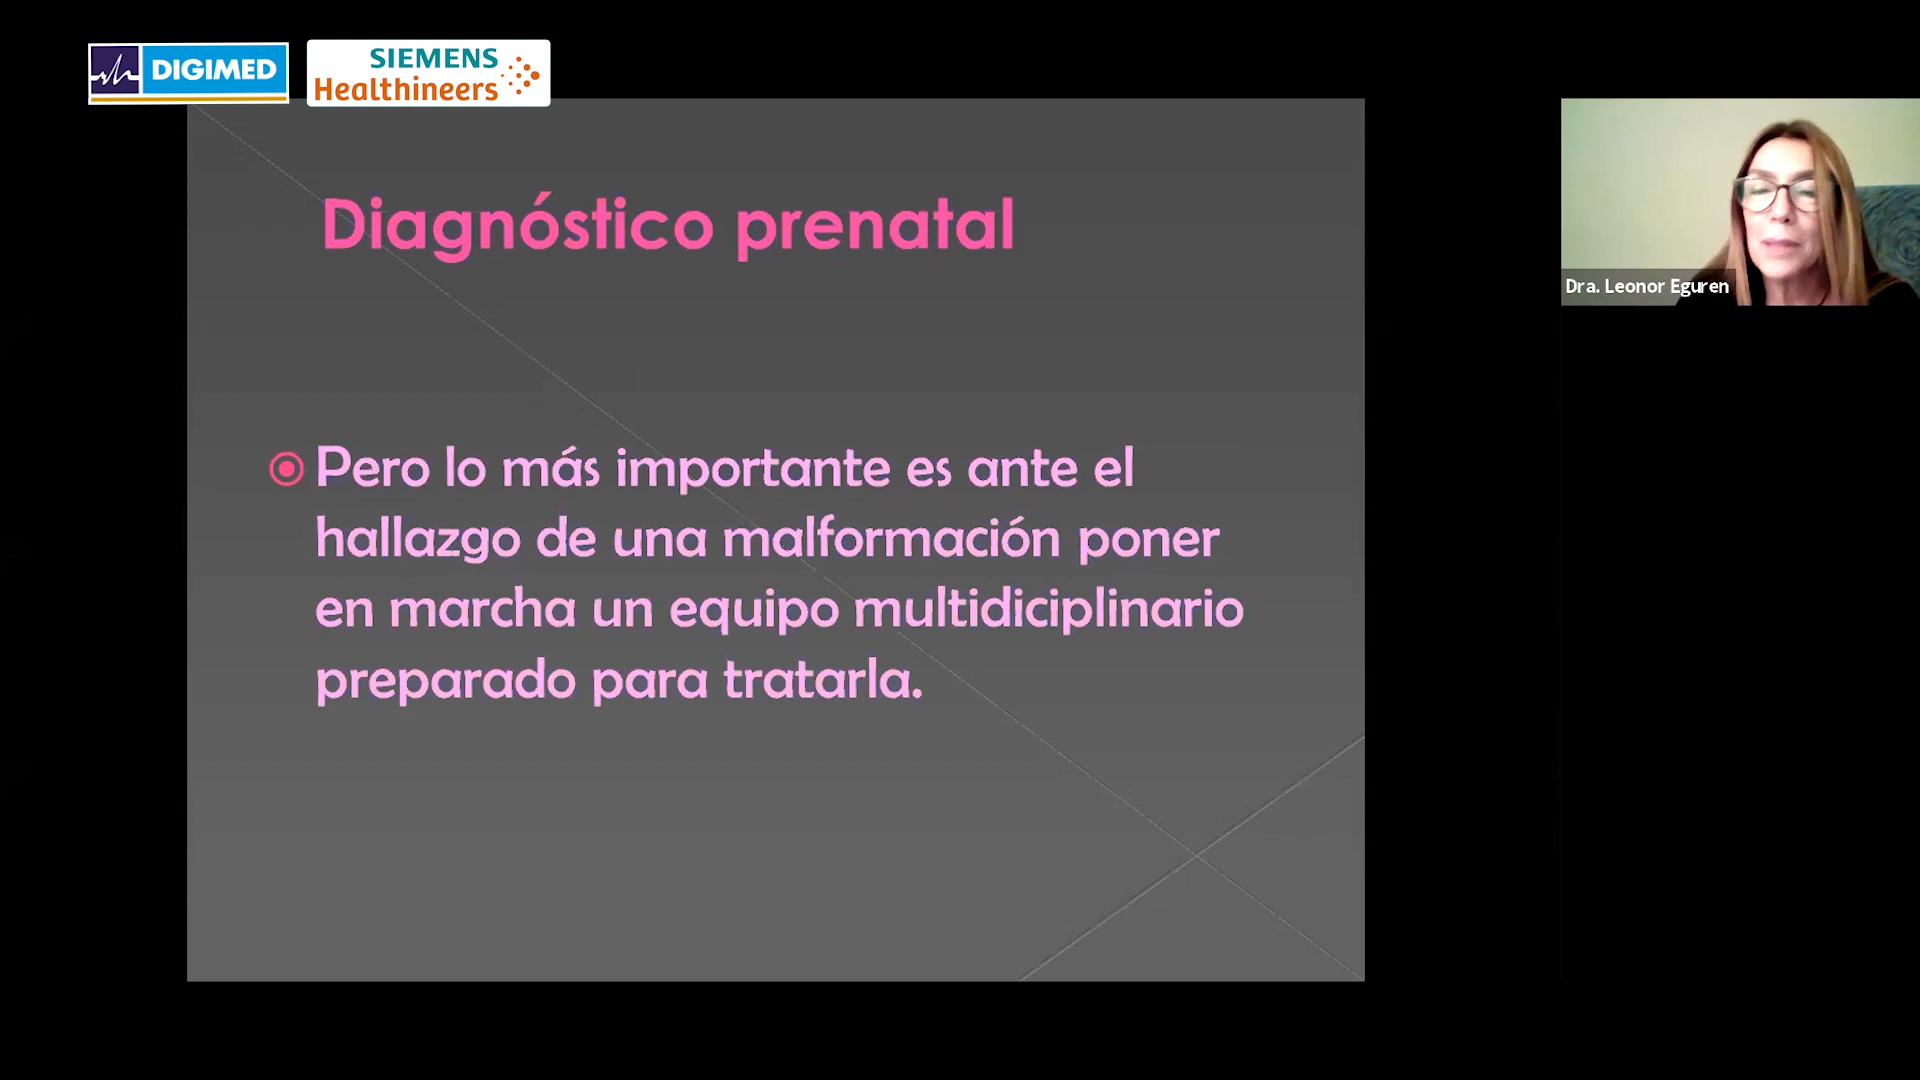 DIGIMED
SIEMENS
Healthineers
Diagnóstico prenatal
Pero lo más importante es ante el
hallazgo de una malformación poner
en marcha un equipo multidiciplinario
preparado para tratarla.
Dra. Leonor Eguren